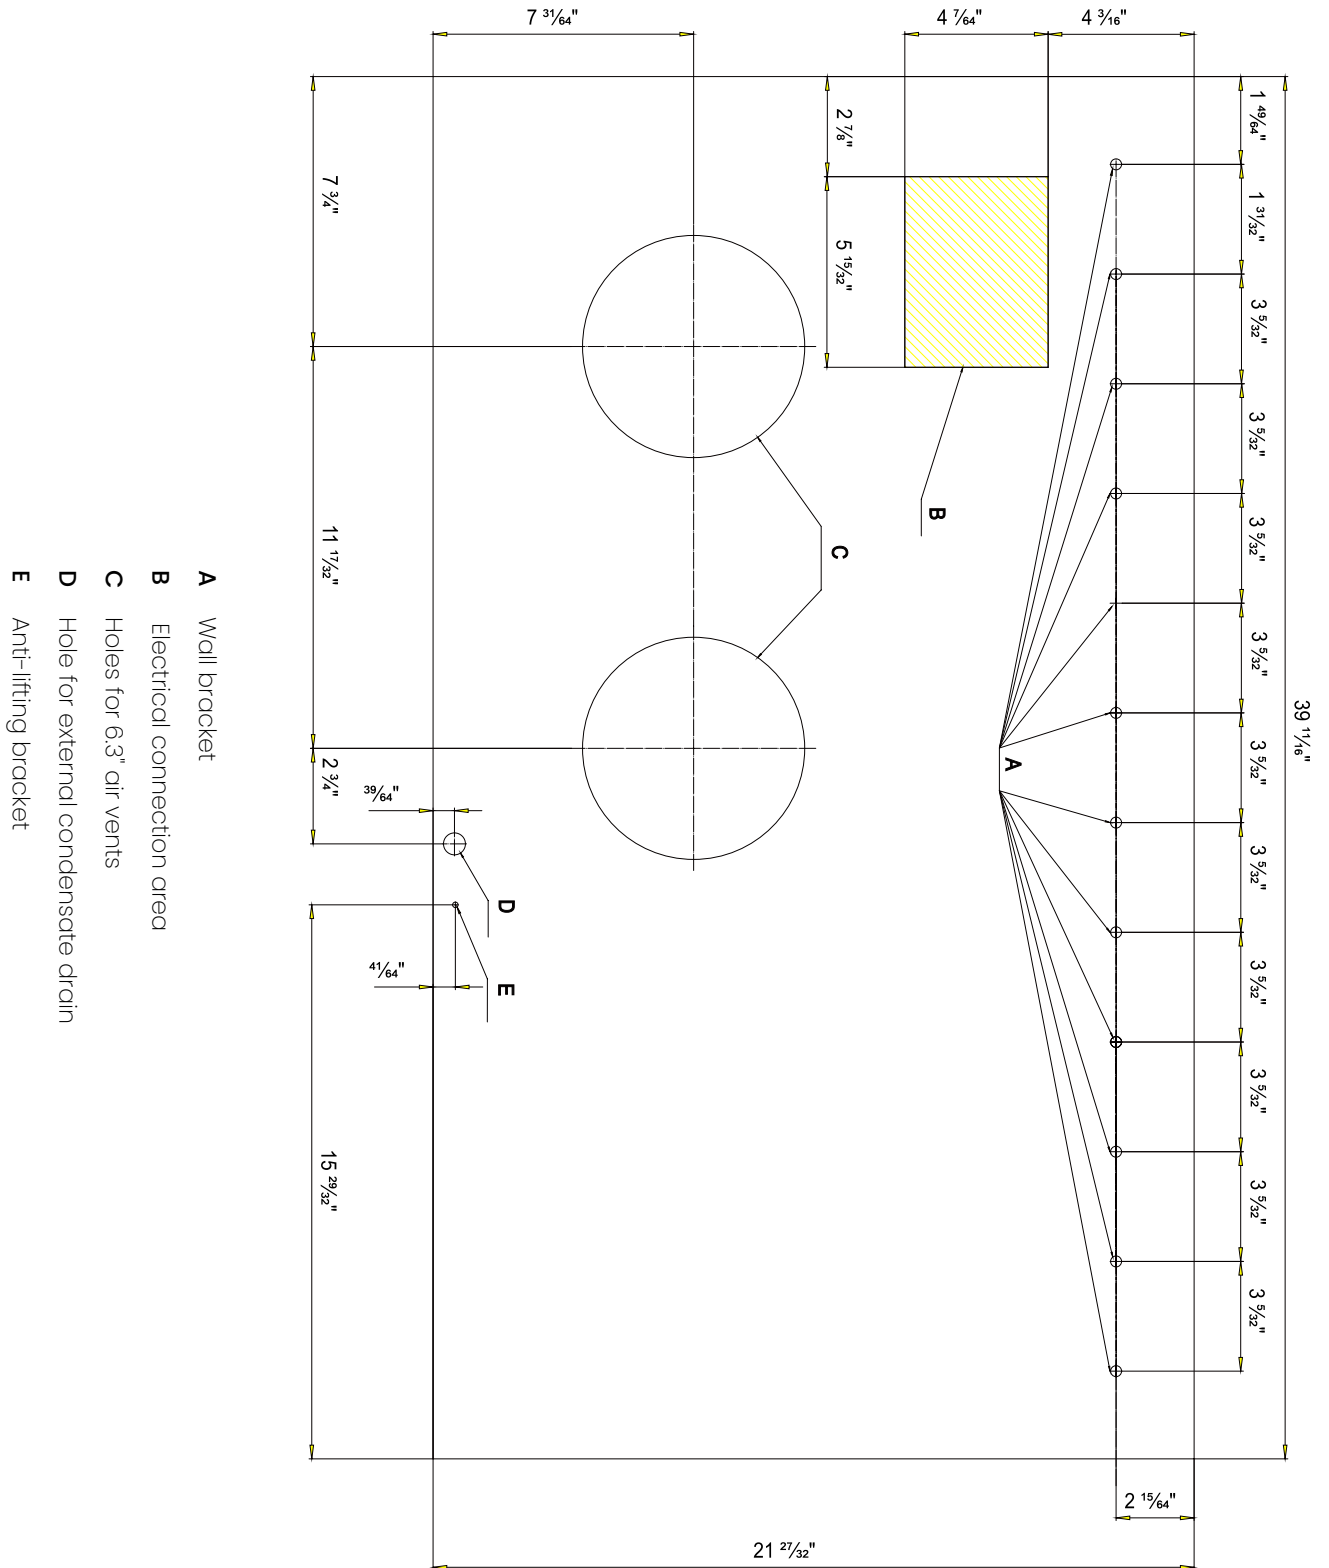 39 11/16"
1 49/64"
1 31/32"
3 5/32"
3 5/32"
3 5/32"
3 5/32"
3 5/32"
3 5/32"
3 5/32"
3 5/32"
3 5/32"
3 5/32"
4 3/16"
2 15/64"
A
4 7/64"
B
2 7/8"
5 15/32"
C
21 27/32"
7 31/64"
D
E
39/64"
41/64"
7 3/4"
11 17/32"
2 3/4"
15 29/32"
A Wall bracket
B Electrical connection area
C Holes for 6.3" air vents
D Hole for external condensate drain
E Anti-lifting bracket